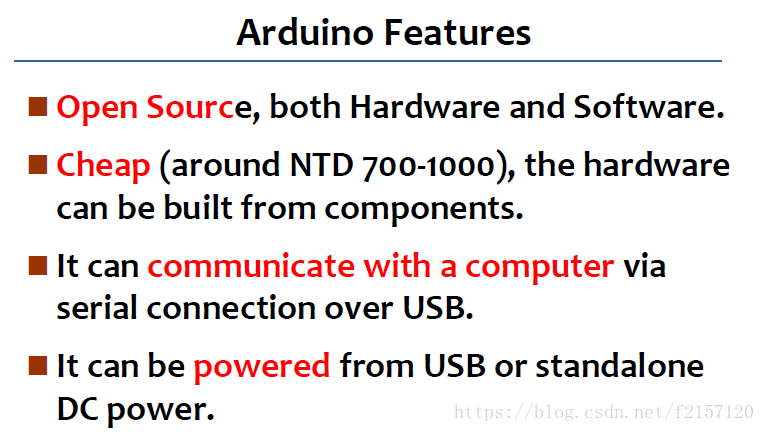 Arduino Features
Open Source, both Hardware and Software.
Cheap (around NTD 700-1000), the hardware
can be built from components.
It can communicate with a computer via
serial connection over USB.
It can be powered from USB or standalone
DC power.
https://blog.csdn.net/f2157120